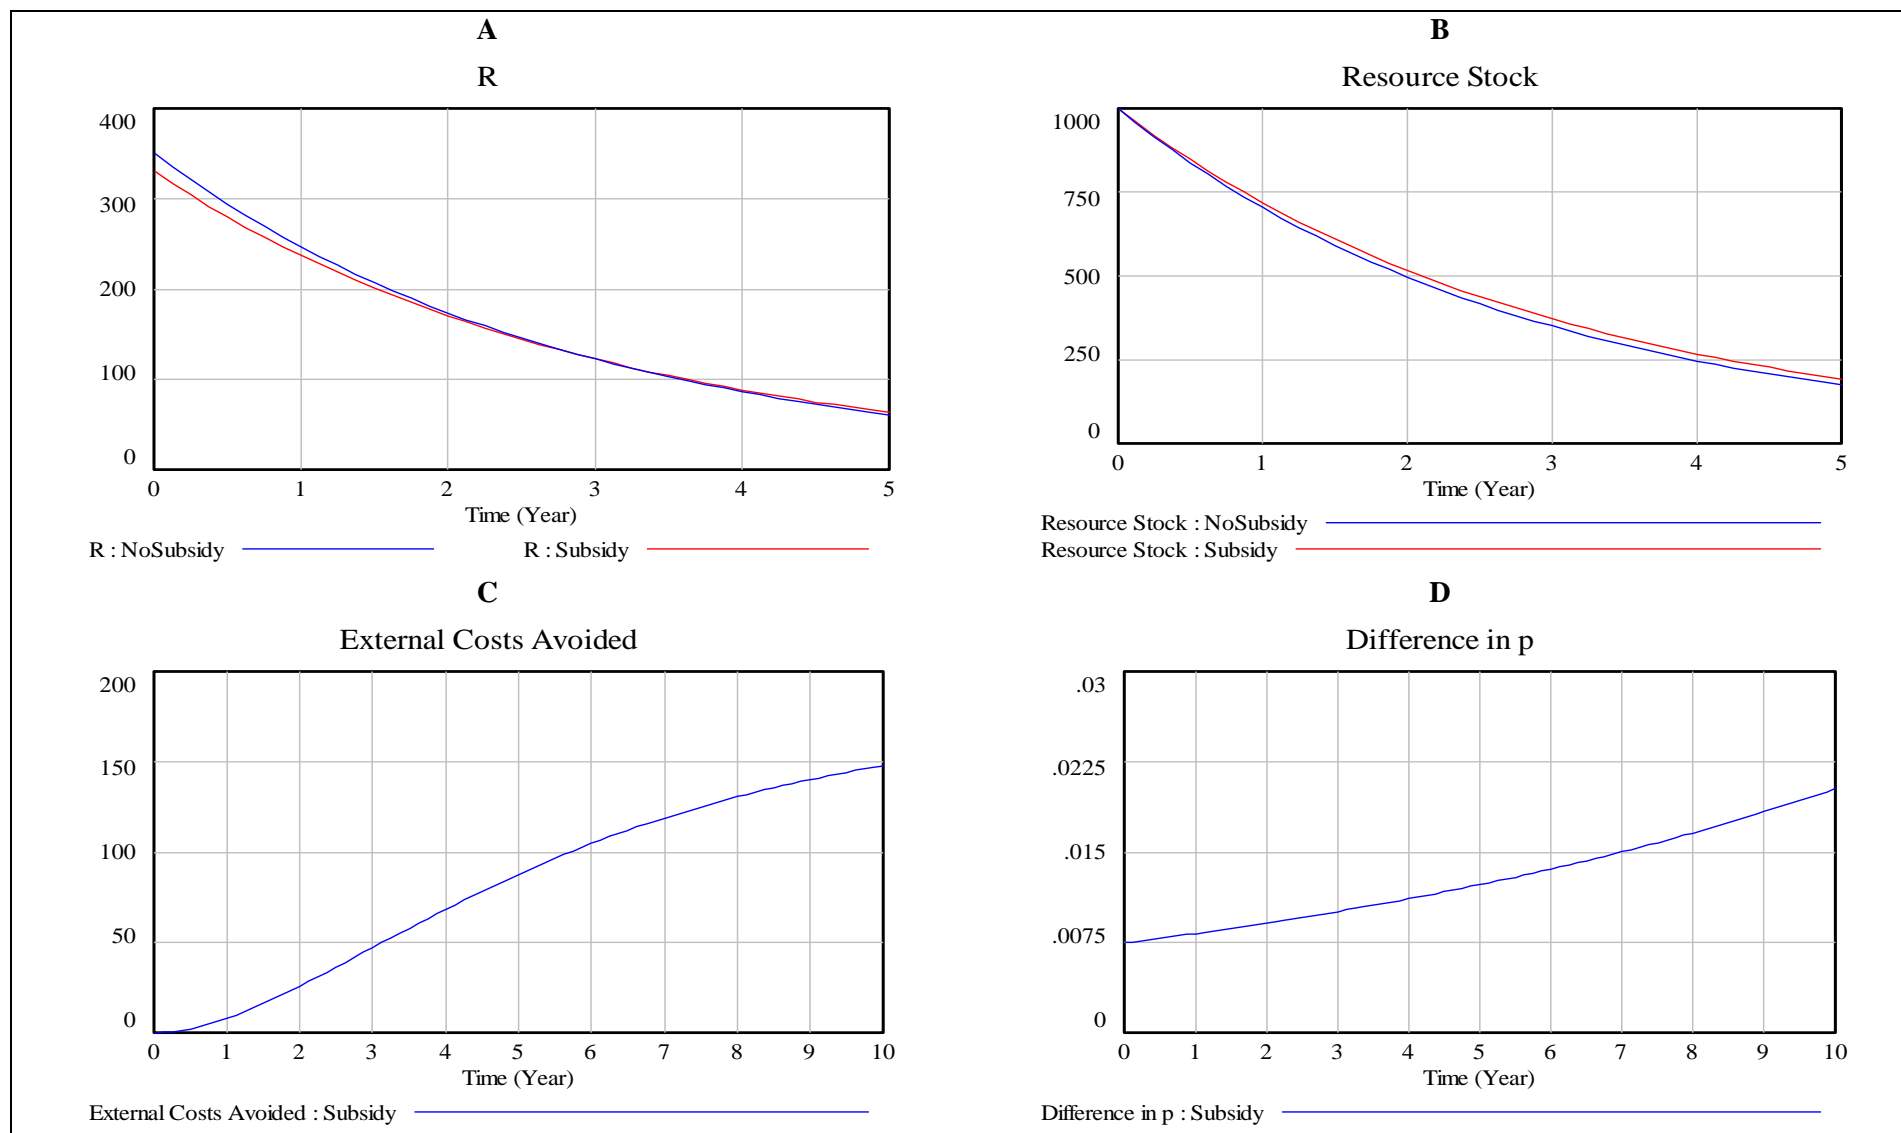 A
R
400
300
200
100
0
0 1 2 3 4 5
Time (Year)
R : NoSubsidy R : Subsidy
B
Resource Stock
1000
750
500
250
0
0 1 2 3 4 5
Time (Year)
Resource Stock : NoSubsidy
Resource Stock : Subsidy
C
External Costs Avoided
200
150
100
50
0
0 1 2 3 4 5 6 7 8 9 10
Time (Year)
External Costs Avoided : Subsidy
D
Difference in p
.03
.0225
.015
.0075
0
0 1 2 3 4 5 6 7 8 9 10
Time (Year)
Difference in p : Subsidy